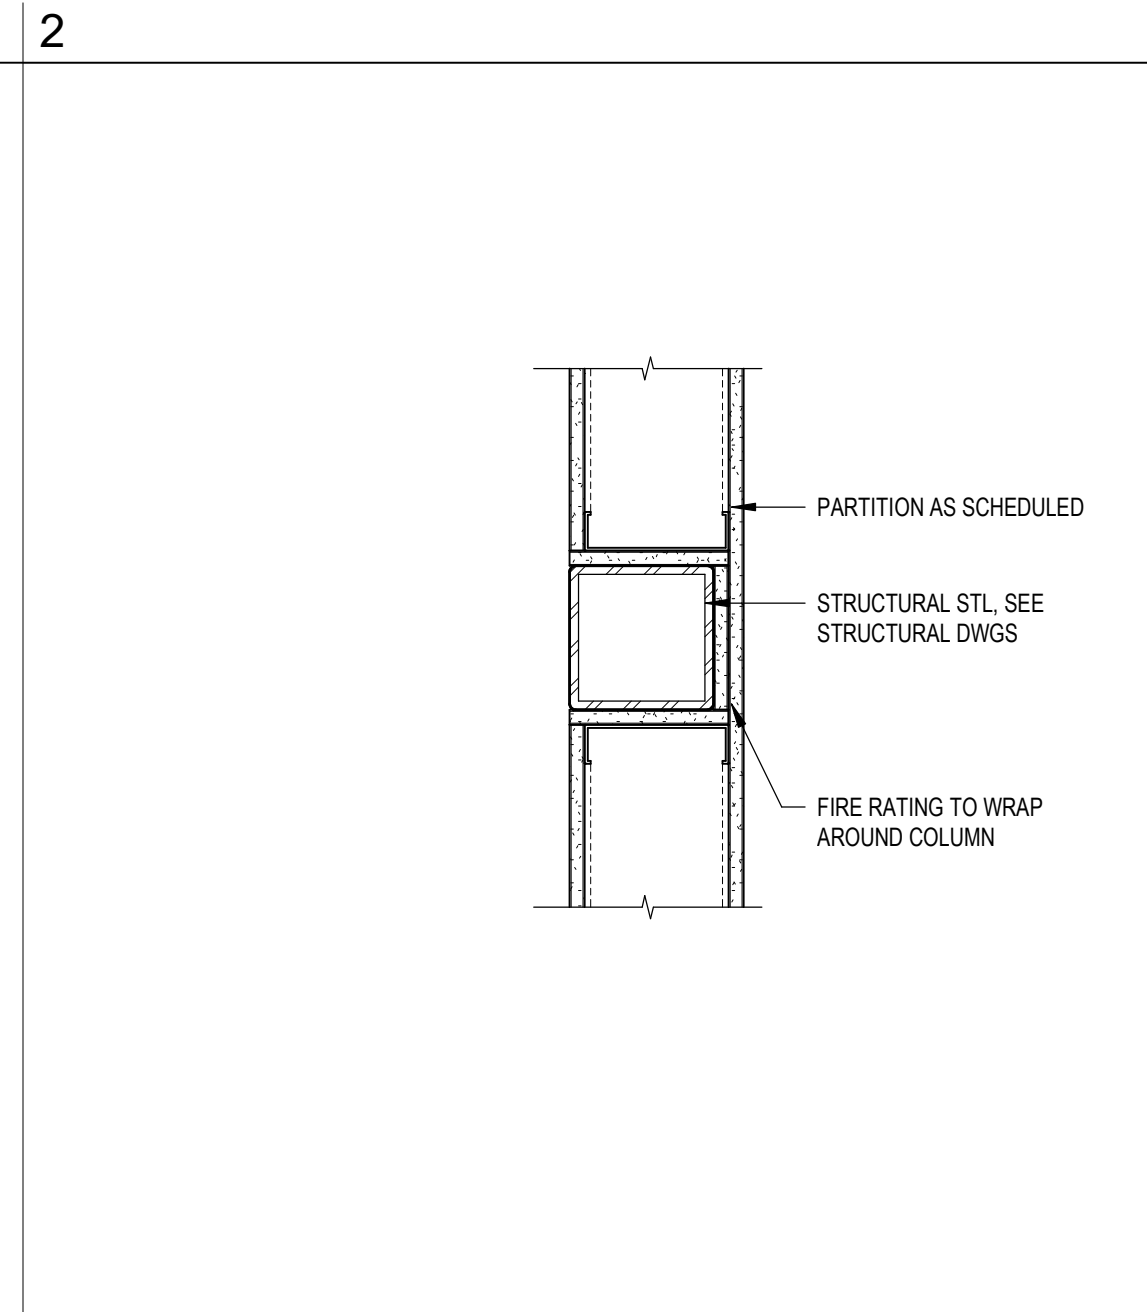 2
PARTITION AS SCHEDULED
STRUCTURAL STL, SEE
STRUCTURAL DWGS
FIRE RATING TO WRAP
AROUND COLUMN